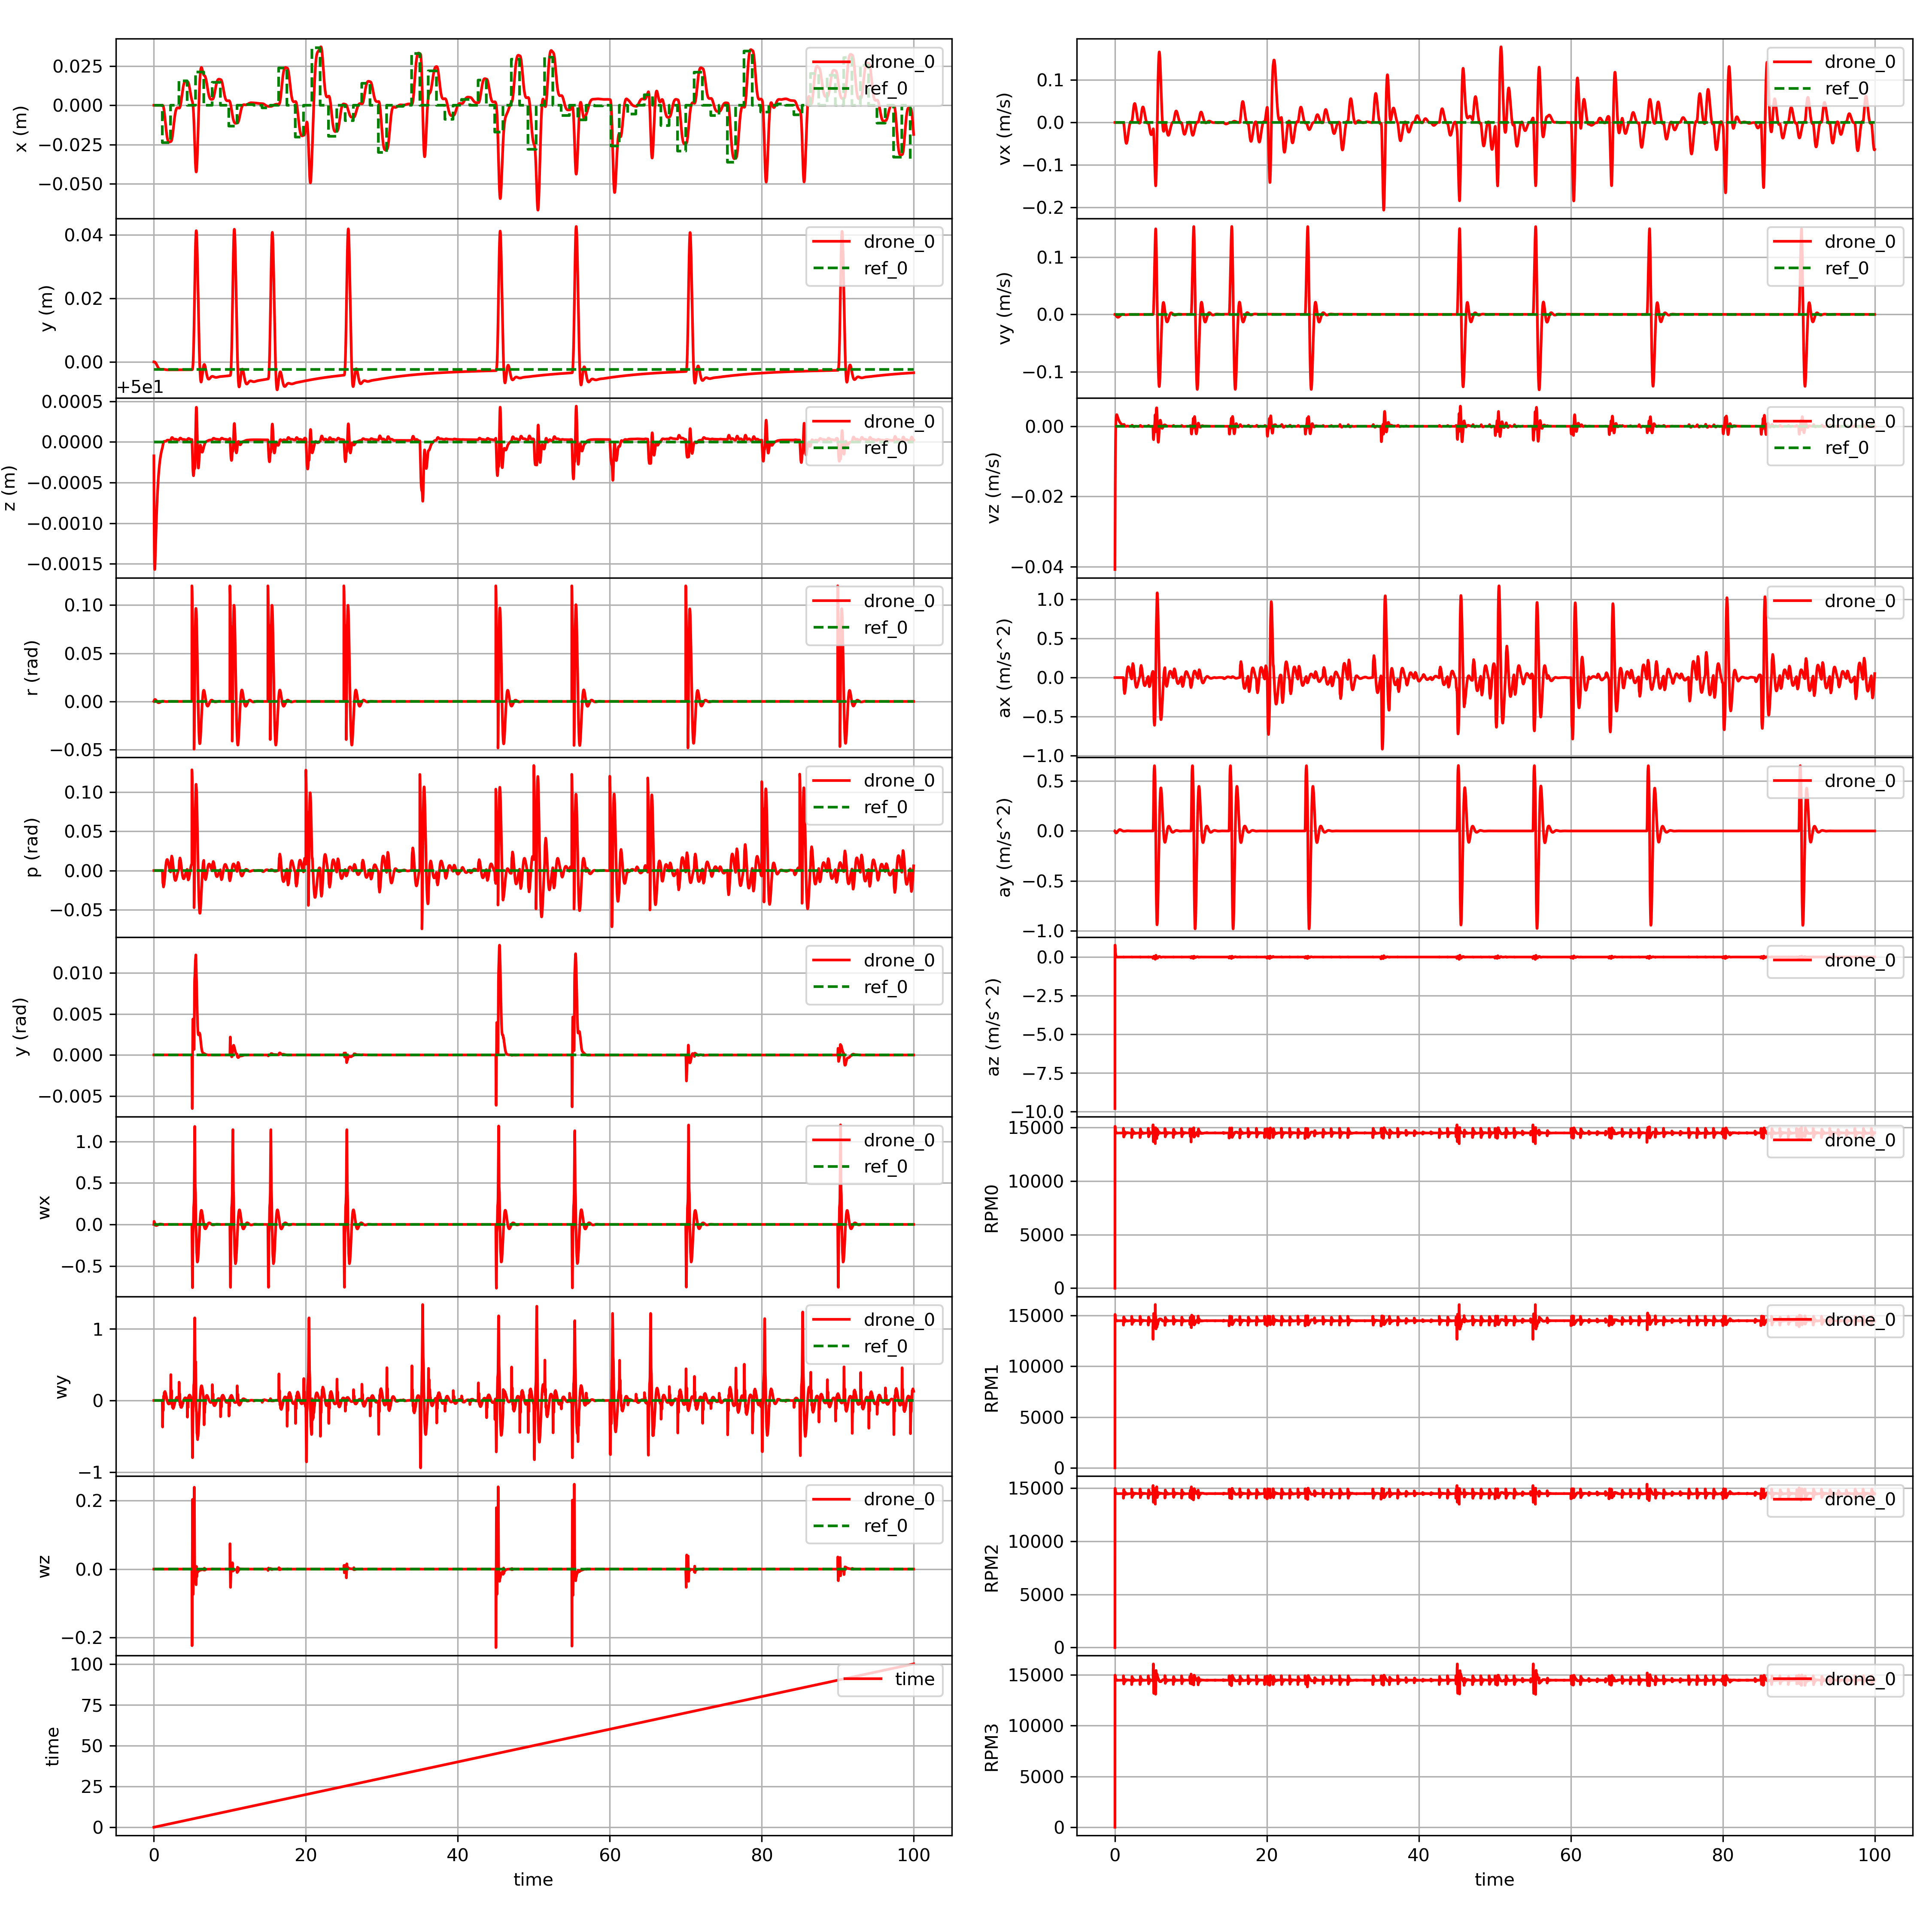 0.025
0.000
−0.025
−0.050
x (m)
drone_0
ref_0
0.04
0.02
0.00
y (m)
drone_0
ref_0
+5e1
0.0005
0.0000
−0.0005
−0.0010
−0.0015
z (m)
drone_0
ref_0
0.10
0.05
0.00
−0.05
r (rad)
drone_0
ref_0
0.10
0.05
0.00
−0.05
p (rad)
drone_0
ref_0
0.010
0.005
0.000
−0.005
y (rad)
drone_0
ref_0
1.0
0.5
0.0
−0.5
wx
drone_0
ref_0
1
0
−1
wy
drone_0
ref_0
0.2
0.0
−0.2
wz
drone_0
ref_0
100
75
50
25
0
time
time
0 20 40 60 80 100
time
0.1
0.0
−0.1
−0.2
vx (m/s)
drone_0
ref_0
0.1
0.0
−0.1
vy (m/s)
drone_0
ref_0
0.00
−0.02
−0.04
vz (m/s)
drone_0
ref_0
1.0
0.5
0.0
−0.5
−1.0
ax (m/s^2)
drone_0
0.5
0.0
−0.5
−1.0
ay (m/s^2)
drone_0
0.0
−2.5
−5.0
−7.5
−10.0
az (m/s^2)
drone_0
15000
10000
5000
0
RPM0
drone_0
15000
10000
5000
0
RPM1
drone_0
15000
10000
5000
0
RPM2
drone_0
15000
10000
5000
0
RPM3
drone_0
0 20 40 60 80 100
time